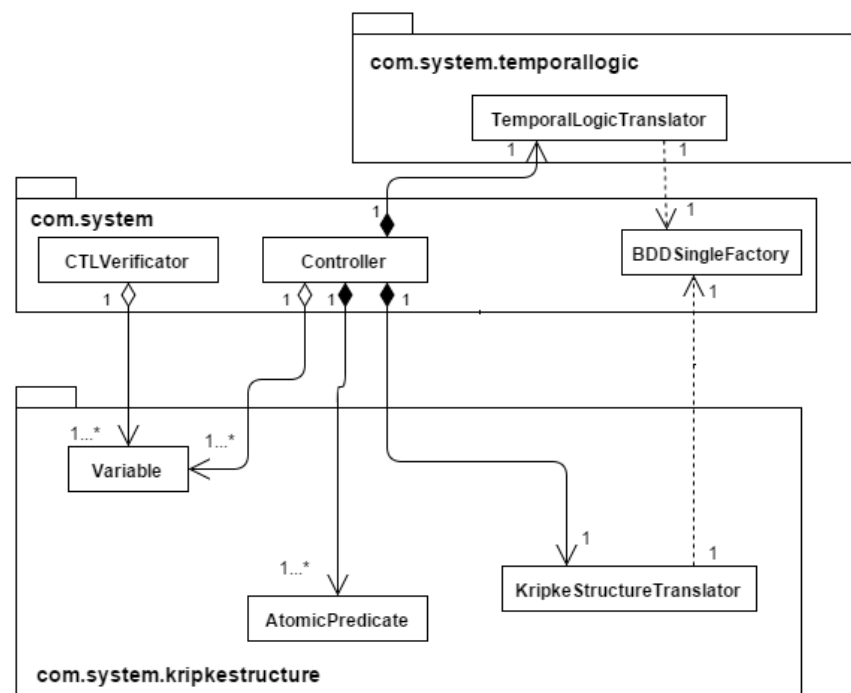 com.system.temporallogic
TemporalLogicTranslator
1
1
com.system
1
1
CTLVerificator
Controller
BDDSingleFactory
1
1
1
1
1
1...*
1...*
Variable
1...*
1
1
AtomicPredicate
KripkeStructureTranslator
com.system.kripkestructure